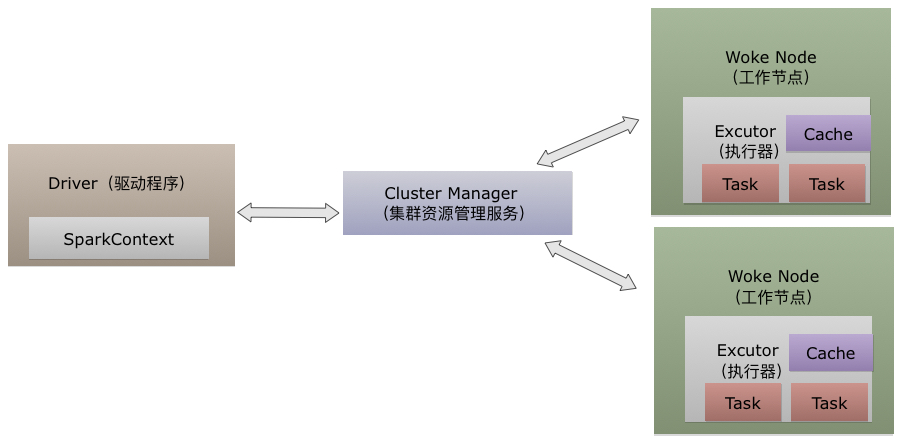 Driver（驱动程序）
SparkContext
Cluster Manager
（集群资源管理服务）
Woke Node
（工作节点）
Excutor
（执行器）
Cache
Task
Task
Woke Node
（工作节点）
Excutor
（执行器）
Cache
Task
Task